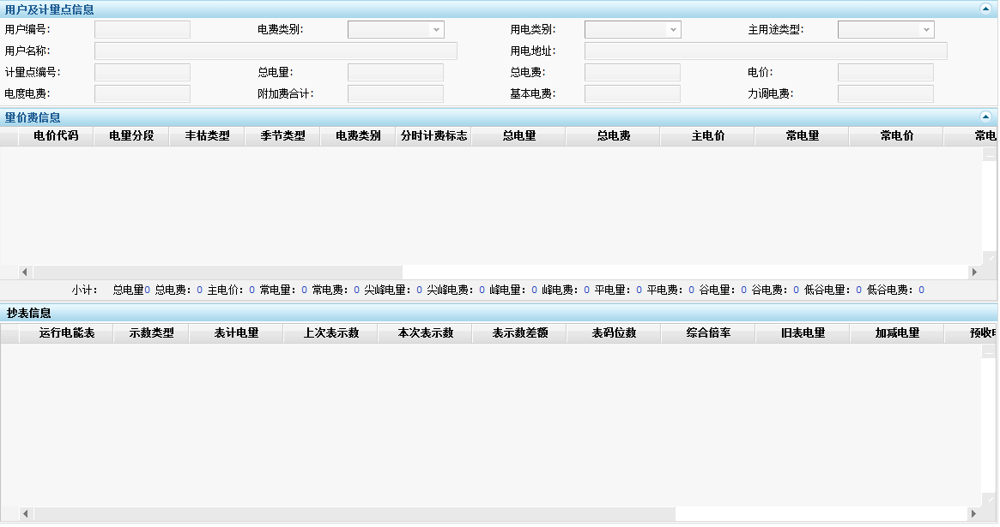 用户及计量点信息
用户编号: 电费类别: 用电类别: 主用途类型:
用户名称: 用电地址:
计量点编号: 总电量: 总电费: 电价:
电度电费: 附加费合计: 基本电费: 力调电费:
量价费信息
电价代码 电量分段 丰枯类型 季节类型 电费类别 分时计费标志 总电量 总电费 主电价 常电量 常电价 常电
小计: 总电量0 总电费: 0 主电价: 0 常电量: 0 常电费: 0 尖峰电量: 0 尖峰电费: 0 峰电量: 0 峰电费: 0 平电量: 0 平电费: 0 谷电量: 0 谷电费: 0 低谷电量: 0 低谷电费: 0
抄表信息
运行电能表 示数类型 表计电量 上次表示数 本次表示数 表示数差额 表码位数 综合倍率 旧表电量 加减电量 预收